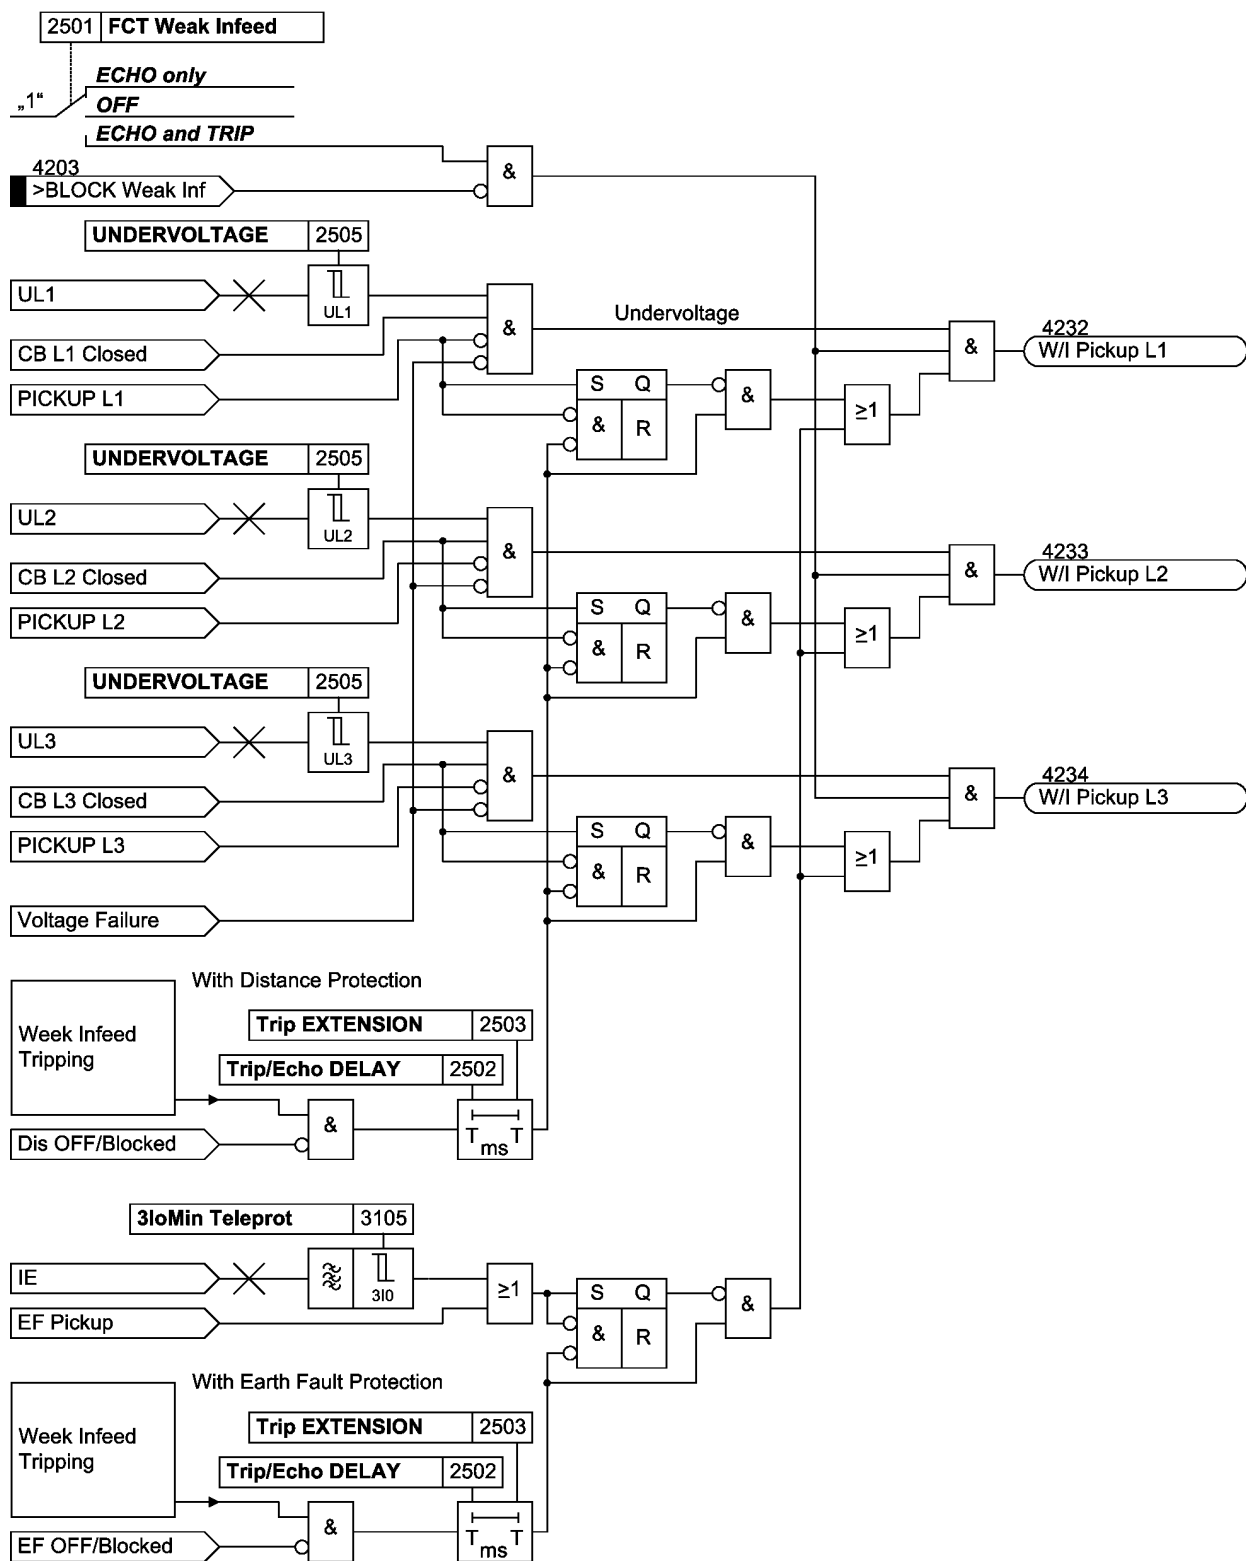 2501 FCT Weak Infeed
ECHO only
„1“ OFF
ECHO and TRIP
4203
>BLOCK Weak Inf
&
UNDERVOLTAGE 2505
UL1
UL1
&
Undervoltage
CB L1 Closed
PICKUP L1
S Q
& R
&
≥1
&
4232
W/I Pickup L1
UNDERVOLTAGE 2505
UL2
UL2
&
CB L2 Closed
PICKUP L2
S Q
& R
&
≥1
&
4233
W/I Pickup L2
UNDERVOLTAGE 2505
UL3
UL3
&
CB L3 Closed
PICKUP L3
S Q
& R
&
≥1
&
4234
W/I Pickup L3
Voltage Failure
With Distance Protection
Week Infeed
Tripping
Trip EXTENSION 2503
Trip/Echo DELAY 2502
&
T ms T
Dis OFF/Blocked
3IoMin Teleprot 3105
IE
3I0
≥1
EF Pickup
S Q
& R
&
With Earth Fault Protection
Week Infeed
Tripping
Trip EXTENSION 2503
Trip/Echo DELAY 2502
&
T ms T
EF OFF/Blocked